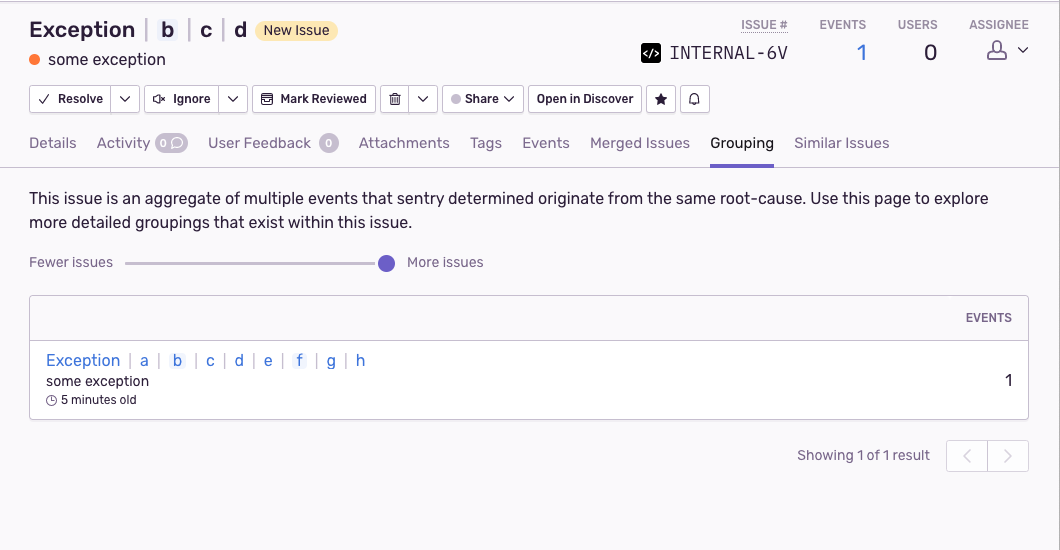 Exception | b | c | d New Issue
ISSUE # EVENTS USERS ASSIGNEE
some exception
</> INTERNAL-6V 1 0
Resolve Ignore Mark Reviewed Share Open in Discover
Details Activity 0 User Feedback 0 Attachments Tags Events Merged Issues Grouping Similar Issues
This issue is an aggregate of multiple events that sentry determined originate from the same root-cause. Use this page to explore
more detailed groupings that exist within this issue.
Fewer issues More issues
EVENTS
Exception | a | b | c | d | e | f | g | h
some exception
1
5 minutes old
Showing 1 of 1 result